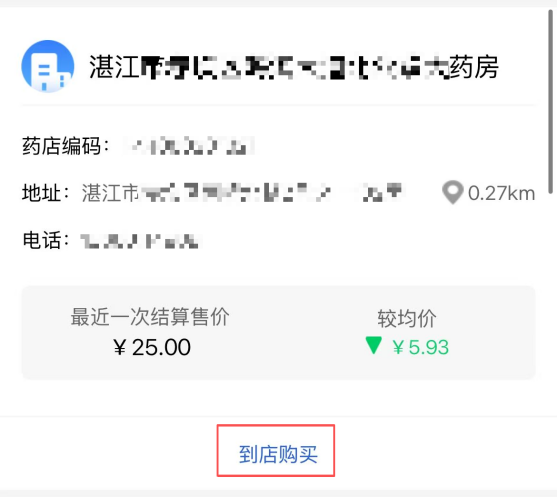 湛江 药房
药店编码：
地址：湛江市 0.27km
电话：
最近一次结算售价 较均价
￥25.00 ▼ ￥5.93
到店购买